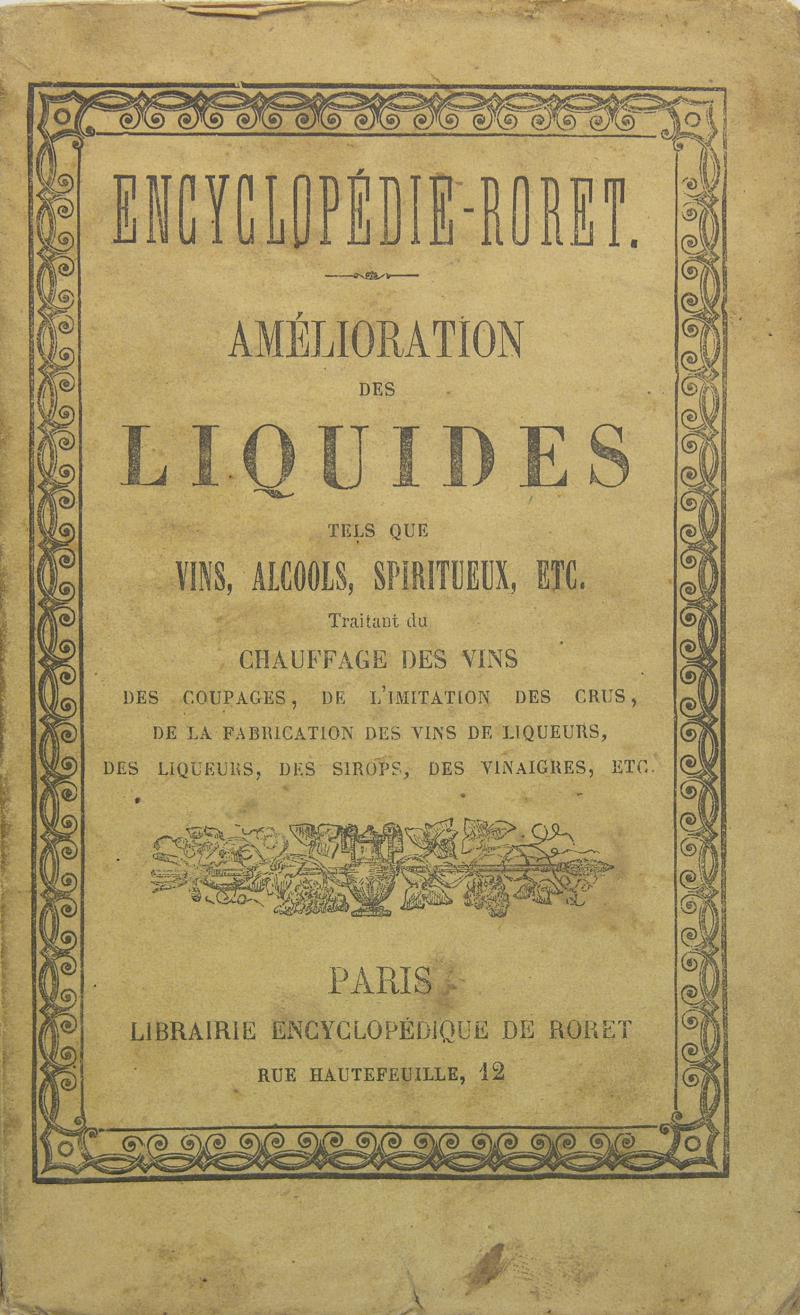 ENCYCLOPÉDIE-RORET.
AMÉLIORATION
DES
LIQUIDES
TELS QUE
VINS, ALCOOLS, SPIRITUEUX, ETC.
Traitant du
CHAUFFAGE DES VINS
DES COUPAGES, DE L'IMITATION DES CRUS,
DE LA FABRICATION DES VINS DE LIQUEURS,
DES LIQUEURS, DES SIROPS, DES VINAIGRES, ETC.
PARIS
LIBRAIRIE ENCYCLOPÉDIQUE DE RORET
RUE HAUTEFEUILLE, 12